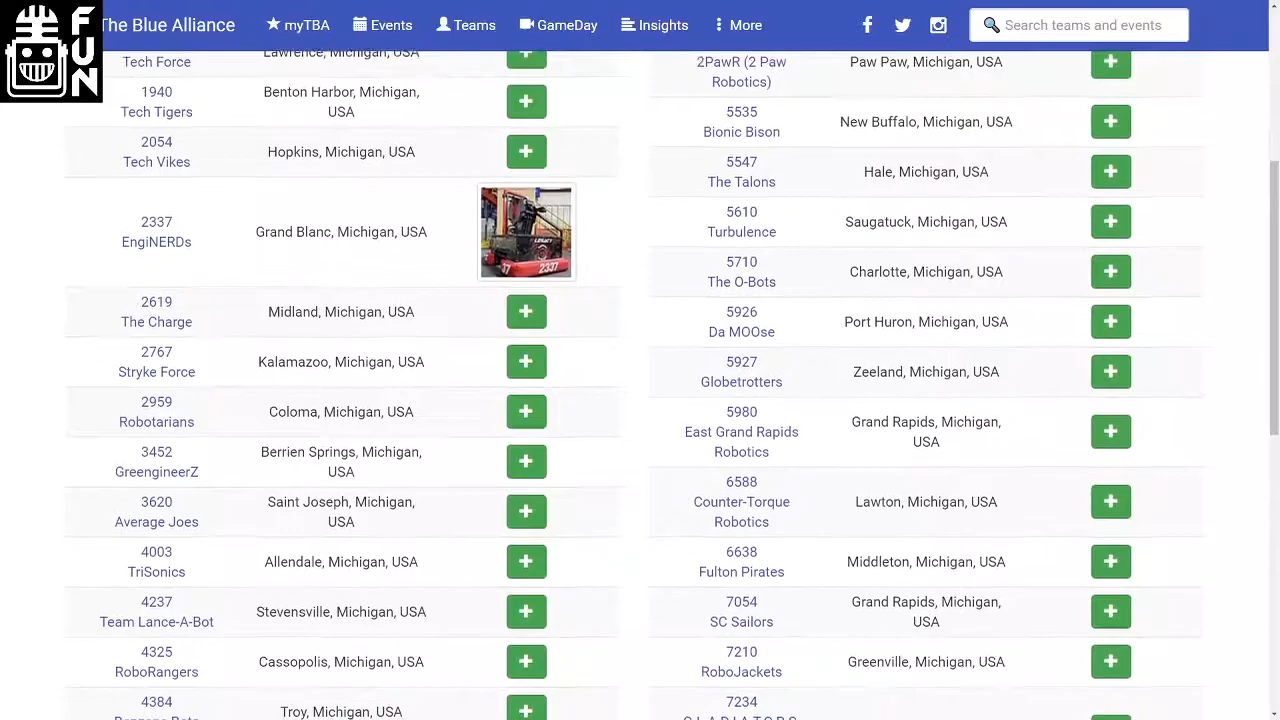 FUN
The Blue Alliance
myTBA
Events
Teams
GameDay
Insights
Search teams and events
Tech Force
1940
Tech Tigers
Benton Harbor, Michigan,
USA
2054
Tech Vikes
Hopkins, Michigan, USA
2337
EngiNERDs
Grand Blanc, Michigan, USA
LEGACY
37
2337
2619
The Charge
Midland, Michigan, USA
2767
Stryke Force
Kalamazoo, Michigan, USA
2959
Robotarians
Coloma, Michigan, USA
3452
GreengineerZ
Berrien Springs, Michigan,
USA
3620
Average Joes
Saint Joseph, Michigan,
USA
4003
TriSonics
Allendale, Michigan, USA
4237
Team Lance-A-Bot
Stevensville, Michigan, USA
4325
RoboRangers
Cassopolis, Michigan, USA
4384
Troy, Michigan, USA
2PawR (2 Paw
Robotics)
Paw Paw, Michigan, USA
5535
Bionic Bison
New Buffalo, Michigan, USA
5547
The Talons
Hale, Michigan, USA
5610
Turbulence
Saugatuck, Michigan, USA
5710
The O-Bots
Charlotte, Michigan, USA
5926
Da MOOse
Port Huron, Michigan, USA
5927
Globetrotters
Zeeland, Michigan, USA
5980
East Grand Rapids
Robotics
Grand Rapids, Michigan,
USA
6588
Counter-Torque
Robotics
Lawton, Michigan, USA
6638
Fulton Pirates
Middleton, Michigan, USA
7054
SC Sailors
Grand Rapids, Michigan,
USA
7210
RoboJackets
Greenville, Michigan, USA
7234